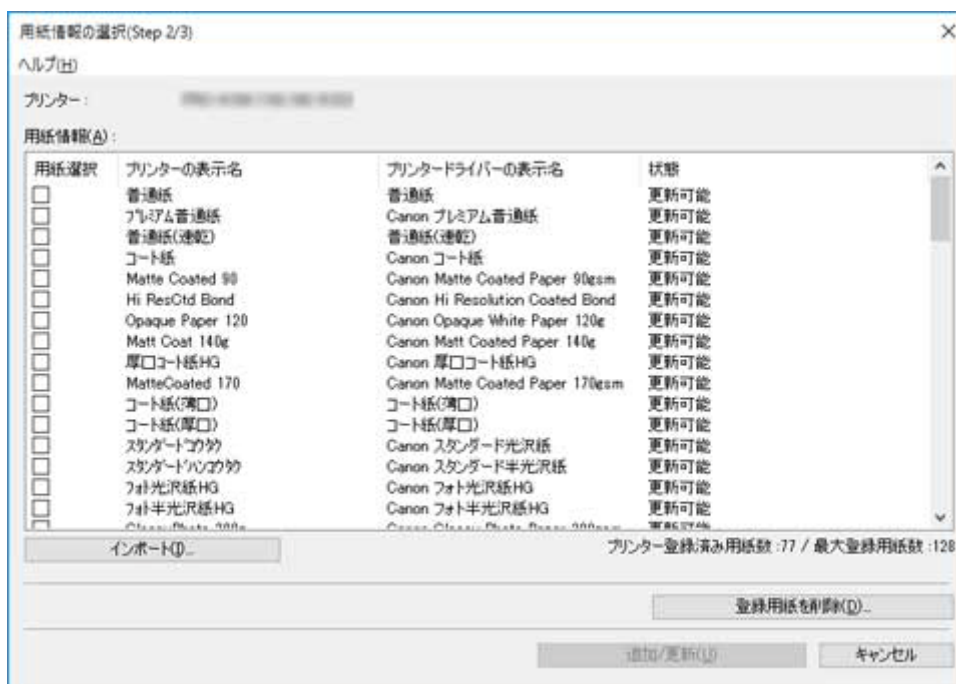 用紙情報の選択(Step 2/3)
ヘルプ(H)
プリンター :
用紙情報(A) :
用紙選択 プリンターの表示名 プリンタードライバーの表示名 状態
普通紙 普通紙 更新可能
プレミアム普通紙 Canon プレミアム普通紙 更新可能
普通紙(速乾) 普通紙(速乾) 更新可能
コート紙 Canon コート紙 更新可能
Matte Coated 90 Canon Matte Coated Paper 90gsm 更新可能
Hi ResCtd Bond Canon Hi Resolution Coated Bond 更新可能
Opaque Paper 120 Canon Opaque White Paper 120g 更新可能
Matt Coat 140g Canon Matt Coated Paper 140g 更新可能
厚口コート紙HG Canon 厚口コート紙HG 更新可能
MatteCoated 170 Canon Matte Coated Paper 170gsm 更新可能
コート紙(薄口) コート紙(薄口) 更新可能
コート紙(厚口) コート紙(厚口) 更新可能
スタンダードコウタク Canon スタンダード光沢紙 更新可能
スタンダードハンコウタク Canon スタンダード半光沢紙 更新可能
フォト光沢紙HG Canon フォト光沢紙HG 更新可能
フォト半光沢紙HG Canon フォト半光沢紙HG 更新可能
インポート(I)... プリンター登録済み用紙数 :77 / 最大登録用紙数 :128
登録用紙を削除(D)...
追加/更新(U) キャンセル